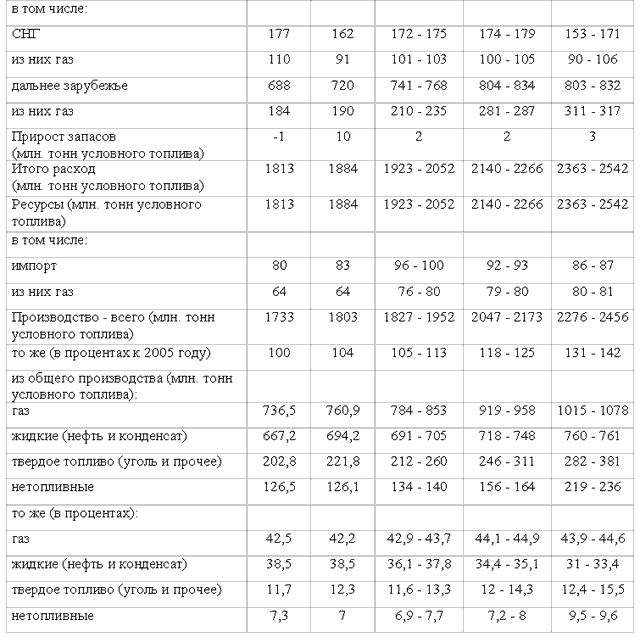 в том числе:
СНГ 177 162 172 - 175 174 - 179 153 - 171
из них газ 110 91 101 - 103 100 - 105 90 - 106
дальнее зарубежье 688 720 741 - 768 804 - 834 803 - 832
из них газ 184 190 210 - 235 281 - 287 311 - 317
Прирост запасов -1 10 2 2 3
(млн. тонн условного топлива)
Итого расход 1813 1884 1923 - 2052 2140 - 2266 2363 - 2542
(млн. тонн условного топлива)
Ресурсы (млн. тонн условного 1813 1884 1923 - 2052 2140 - 2266 2363 - 2542
топлива)
в том числе:
импорт 80 83 96 - 100 92 - 93 86 - 87
из них газ 64 64 76 - 80 79 - 80 80 - 81
Производство - всего (млн. тонн 1733 1803 1827 - 1952 2047 - 2173 2276 - 2456
условного топлива)
то же (в процентах к 2005 году) 100 104 105 - 113 118 - 125 131 - 142
из общего производства (млн. тонн
условного топлива):
газ 736,5 760,9 784 - 853 919 - 958 1015 - 1078
жидкие (нефть и конденсат) 667,2 694,2 691 - 705 718 - 748 760 - 761
твердое топливо (уголь и прочее) 202,8 221,8 212 - 260 246 - 311 282 - 381
нетопливные 126,5 126,1 134 - 140 156 - 164 219 - 236
то же (в процентах):
газ 42,5 42,2 42,9 - 43,7 44,1 - 44,9 43,9 - 44,6
жидкие (нефть и конденсат) 38,5 38,5 36,1 - 37,8 34,4 - 35,1 31 - 33,4
твердое топливо (уголь и прочее) 11,7 12,3 11,6 - 13,3 12 - 14,3 12,4 - 15,5
нетопливные 7,3 7 6,9 - 7,7 7,2 - 8 9,5 - 9,6